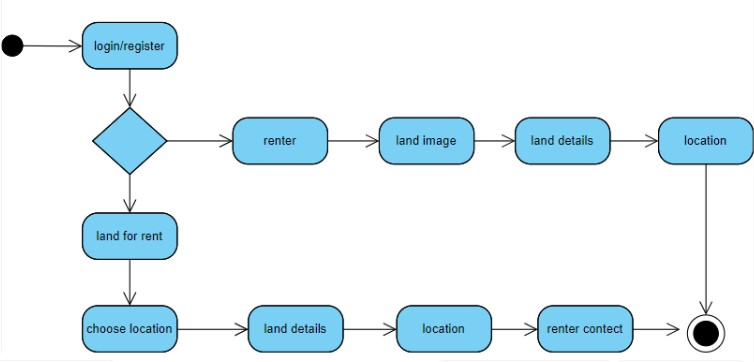 login/register
renter
land image
land details
location
land for rent
choose location
land details
location
renter contect